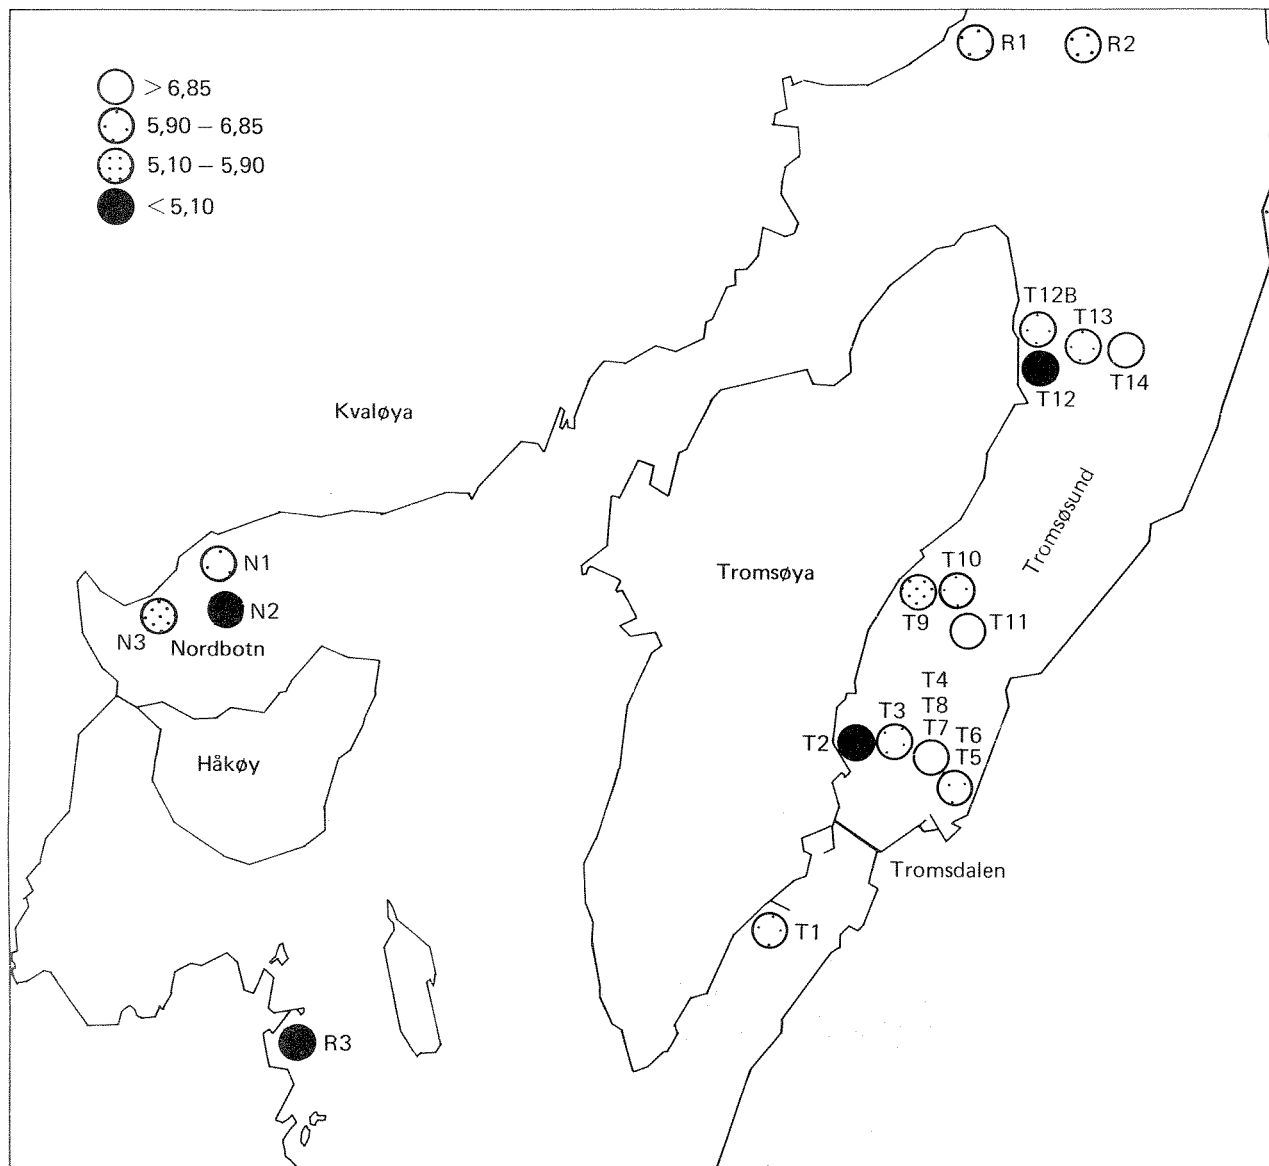 R1
R2
> 6,85
5,90 – 6,85
5,10 – 5,90
< 5,10
T12B
T13
T14
T12
Kvaløya
Tromsøsund
N1
N2
N3
Nordbotn
Tromsøya
T10
T9
T11
T4
T8
T3
T7
T6
T2
T5
Håkøy
Tromsdalen
T1
R3